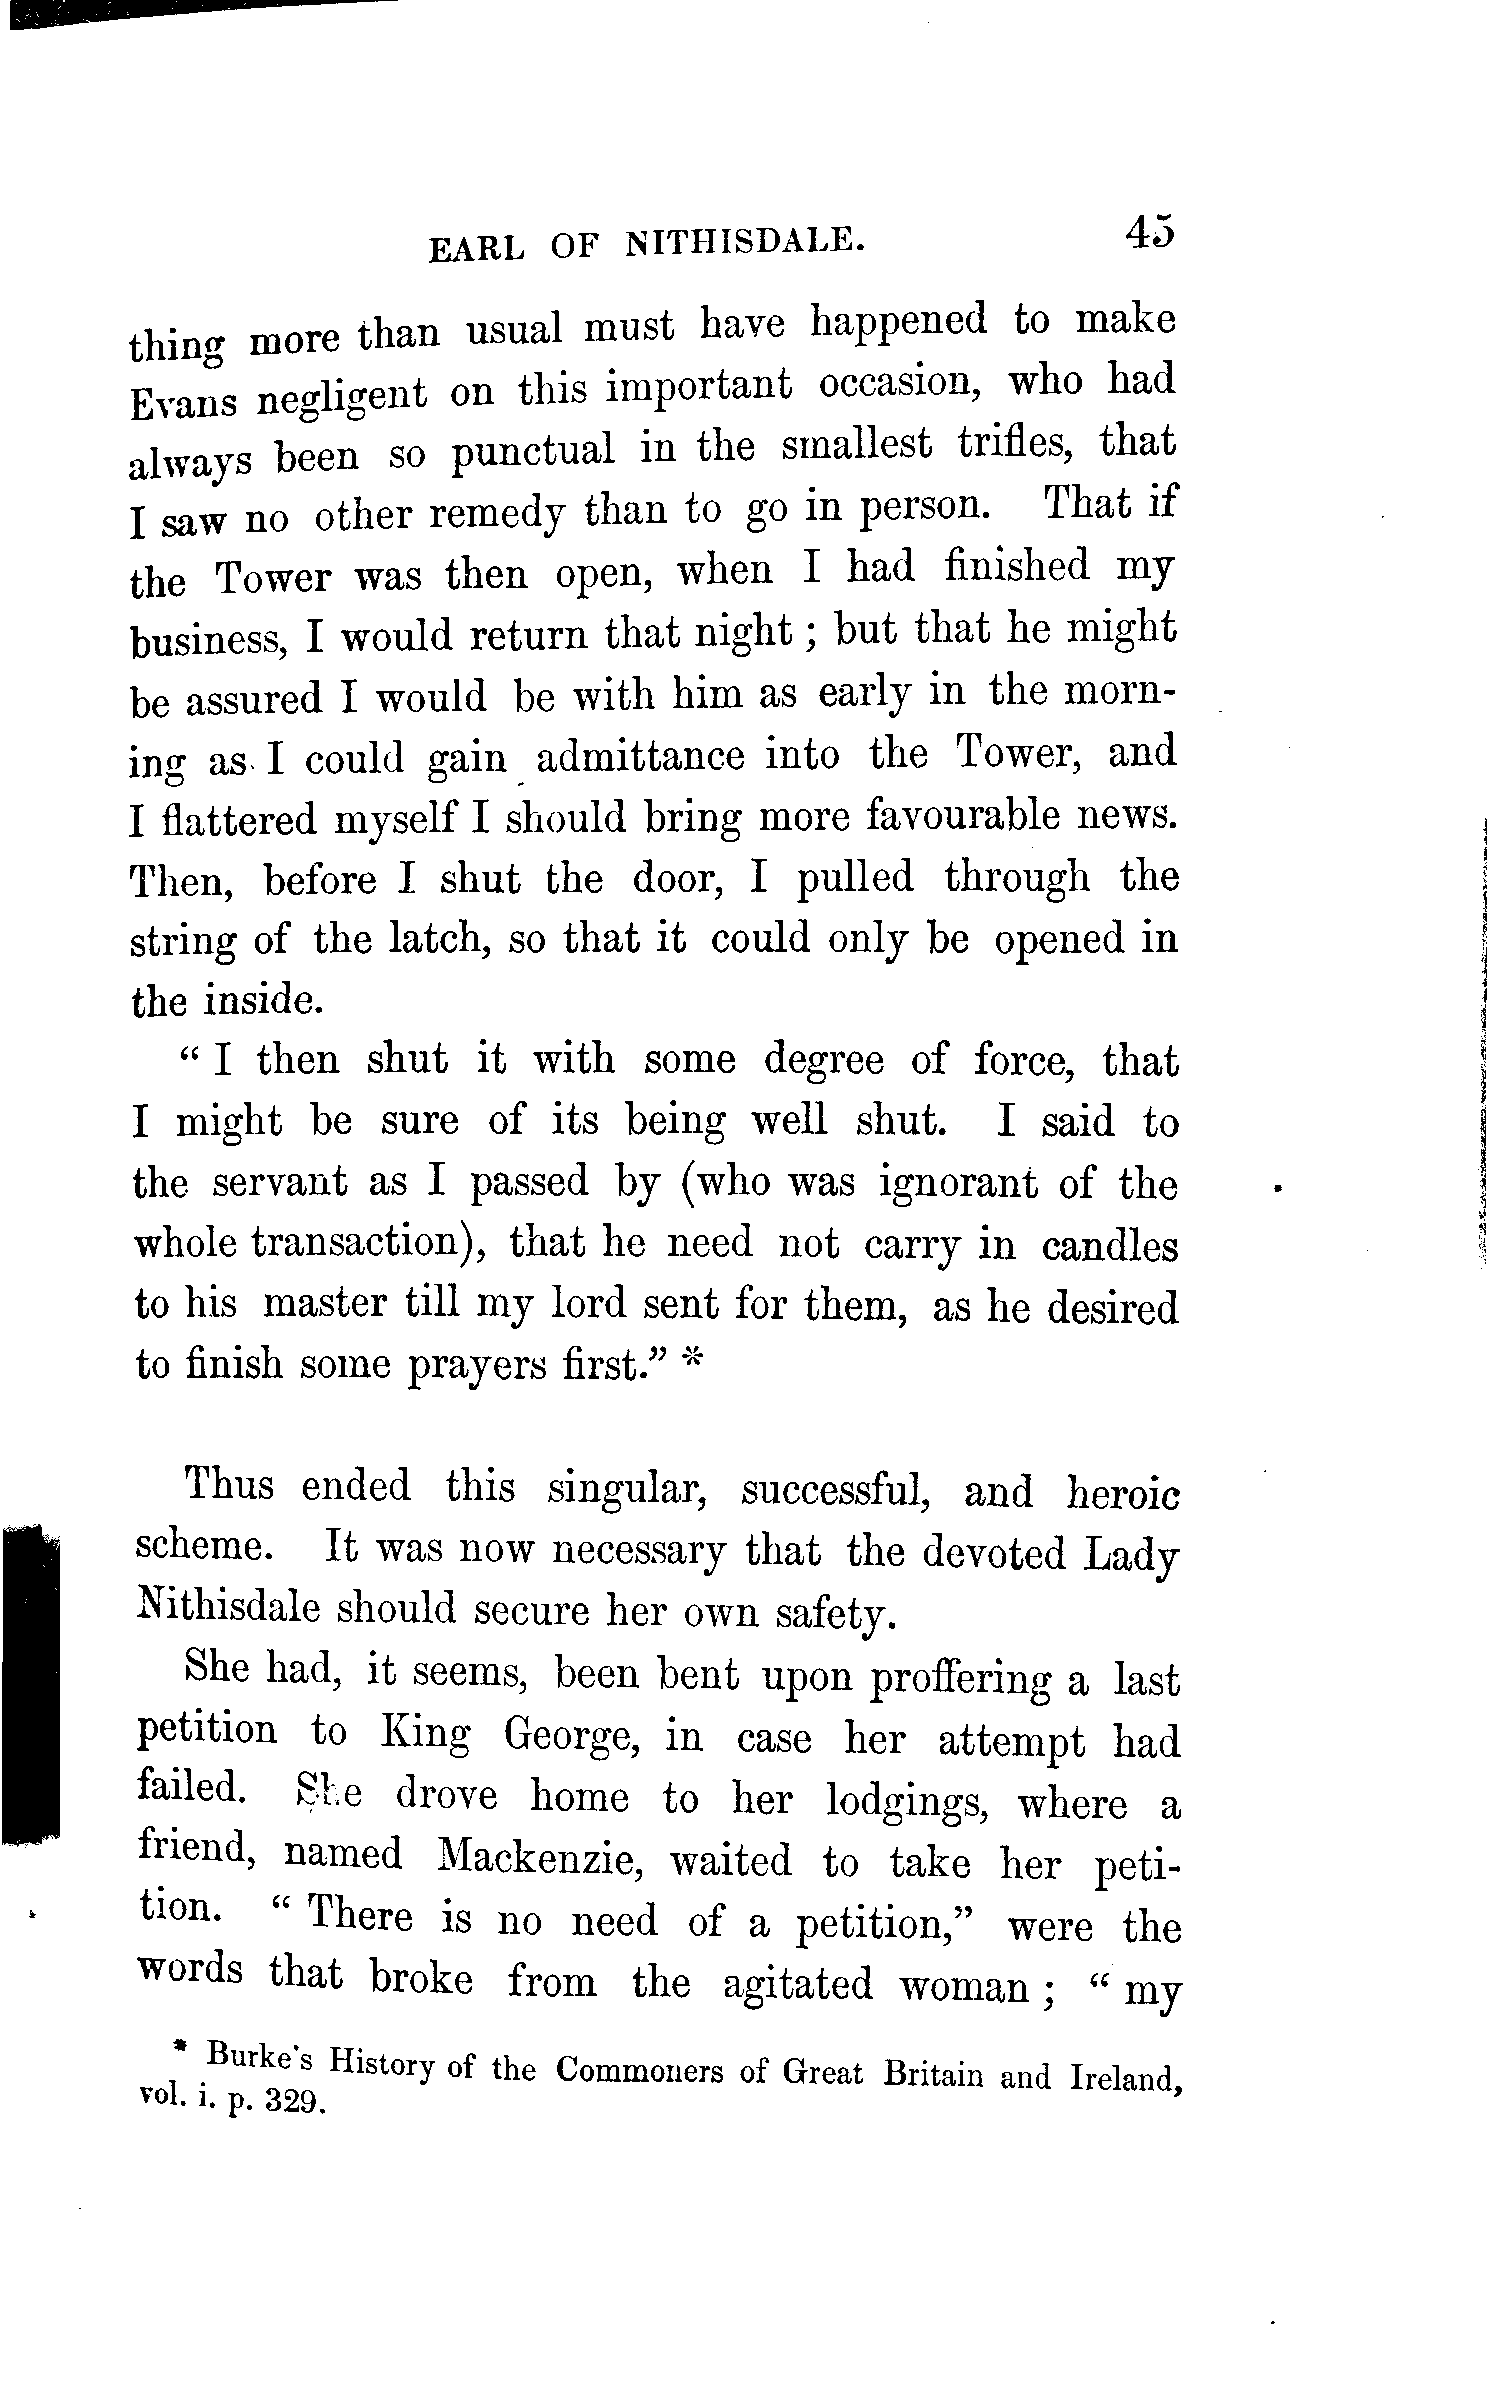 EARL OF NITHISDALE. 45
thing more than usual must have happened to make
Evans negligent on this important occasion, who had
always been so punctual in the smallest trifles, that
I saw no other remedy than to go in person. That if
the Tower was then open, when I had finished my
business, I would return that night ; but that he might
be assured I would be with him as early in the morn-
ing as I could gain admittance into the Tower, and
I flattered myself I should bring more favourable news.
Then, before I shut the door, I pulled through the
string of the latch, so that it could only be opened in
the inside.
“ I then shut it with some degree of force, that
I might be sure of its being well shut. I said to
the servant as I passed by (who was ignorant of the
whole transaction), that he need not carry in candles
to his master till my lord sent for them, as he desired
to finish some prayers first.” *
Thus ended this singular, successful, and heroic
scheme. It was now necessary that the devoted Lady
Nithisdale should secure her own safety.
She had, it seems, been bent upon proffering a last
petition to King George, in case her attempt had
failed. She drove home to her lodgings, where a
friend, named Mackenzie, waited to take her peti-
tion. “ There is no need of a petition,” were the
words that broke from the agitated woman ; “ my
* Burke's History of the Commoners of Great Britain and Ireland,
vol. i. p. 329.